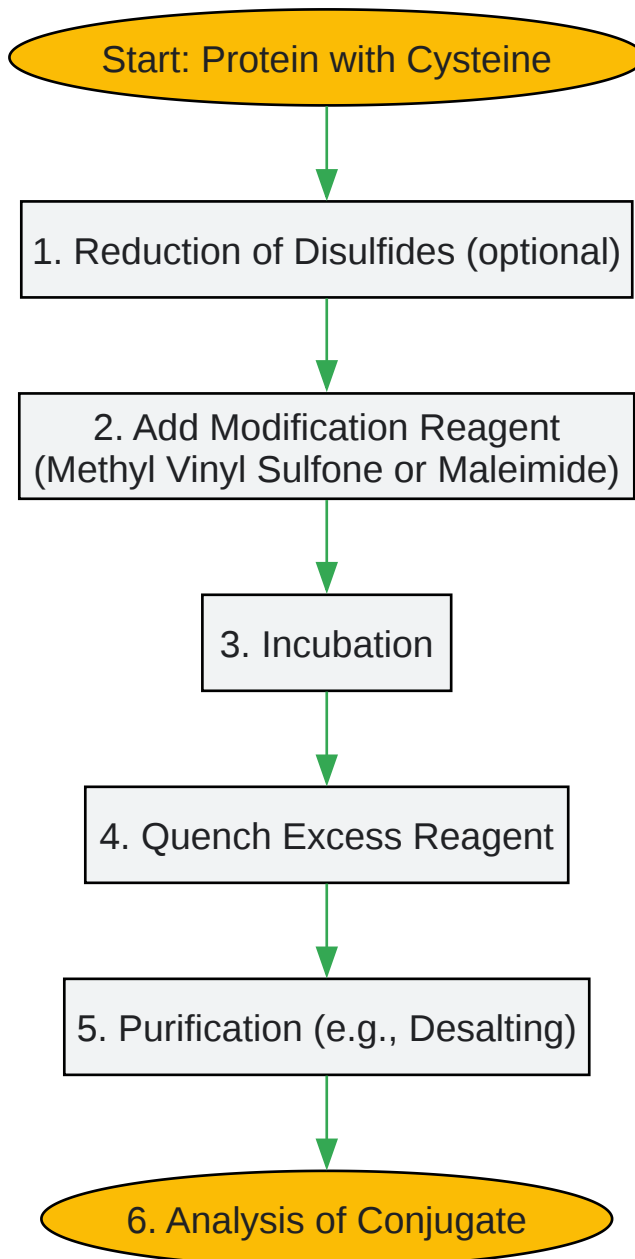 Start: Protein with Cysteine
1. Reduction of Disulfides (optional)
2. Add Modification Reagent
(Methyl Vinyl Sulfone or Maleimide)
3. Incubation
4. Quench Excess Reagent
5. Purification (e.g., Desalting)
6. Analysis of Conjugate